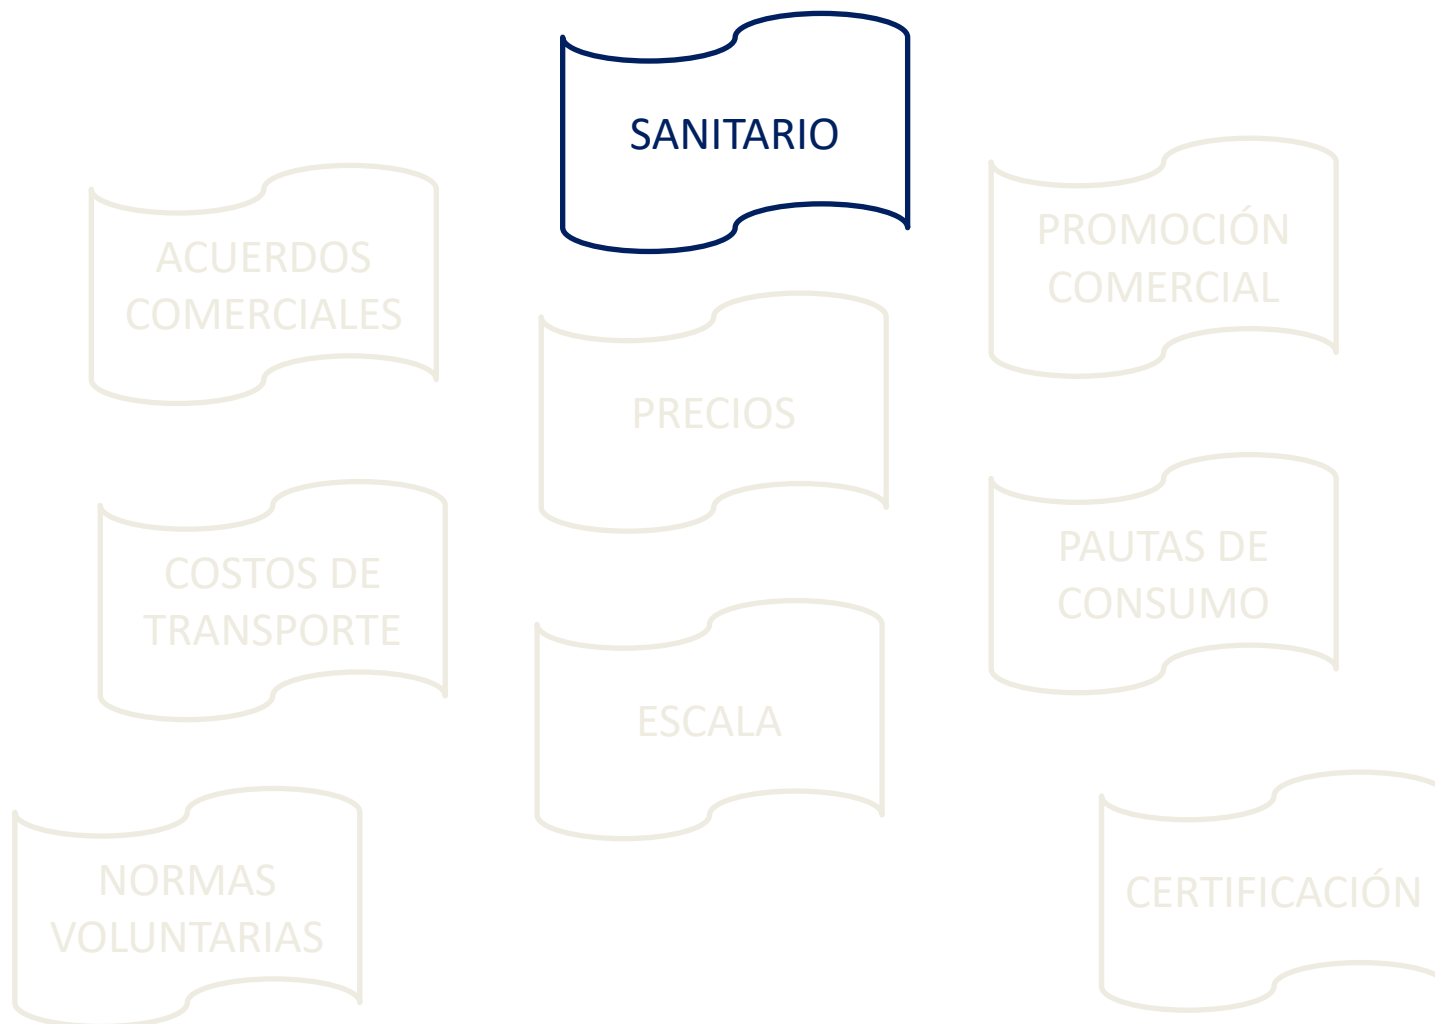 SANITARIO
ACUERDOS
COMERCIALES
PROMOCIÓN
COMERCIAL
PRECIOS
COSTOS DE
TRANSPORTE
PAUTAS DE
CONSUMO
ESCALA
NORMAS
VOLUNTARIAS
CERTIFICACIÓN